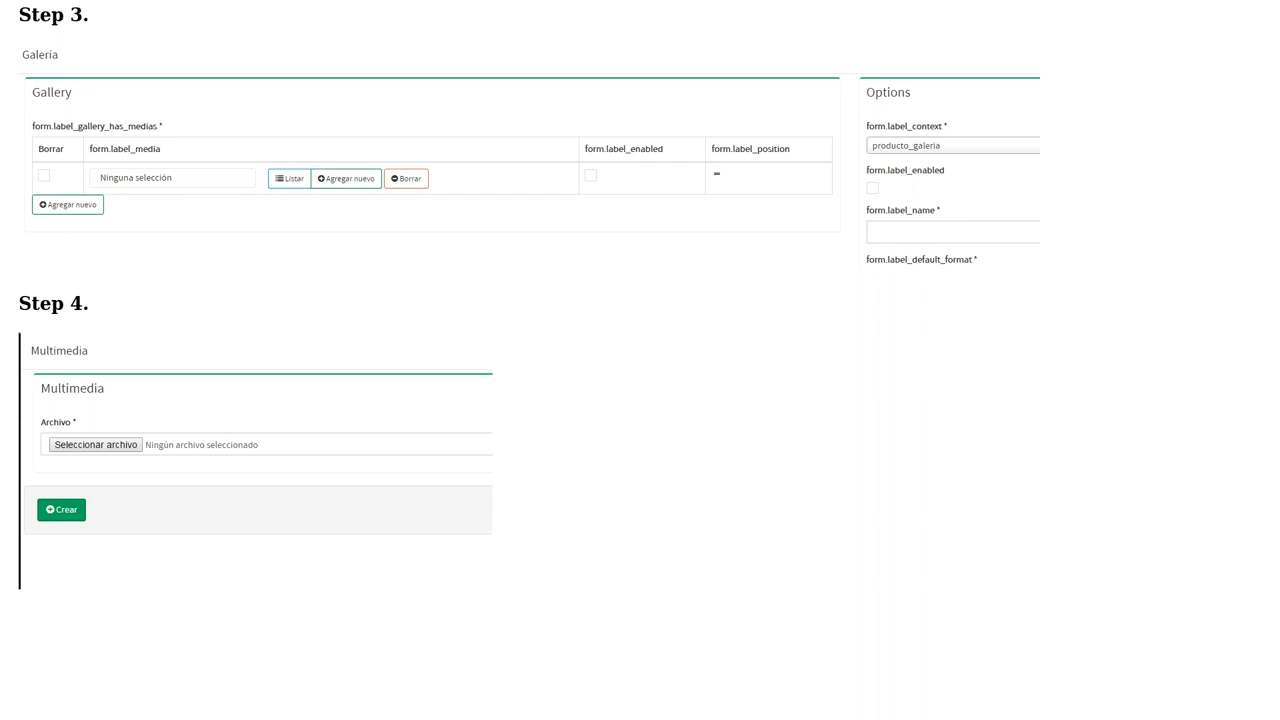 Step 3.
Galería
Gallery
form.label_gallery_has_medias *
Borrar form.label_media form.label_enabled form.label_position
Ninguna selección Listar Agregar nuevo Borrar
Agregar nuevo
Options
form.label_context *
producto_galeria
form.label_enabled
form.label_name *
form.label_default_format *
Step 4.
Multimedia
Multimedia
Archivo *
Seleccionar archivo Ningún archivo seleccionado
Crear